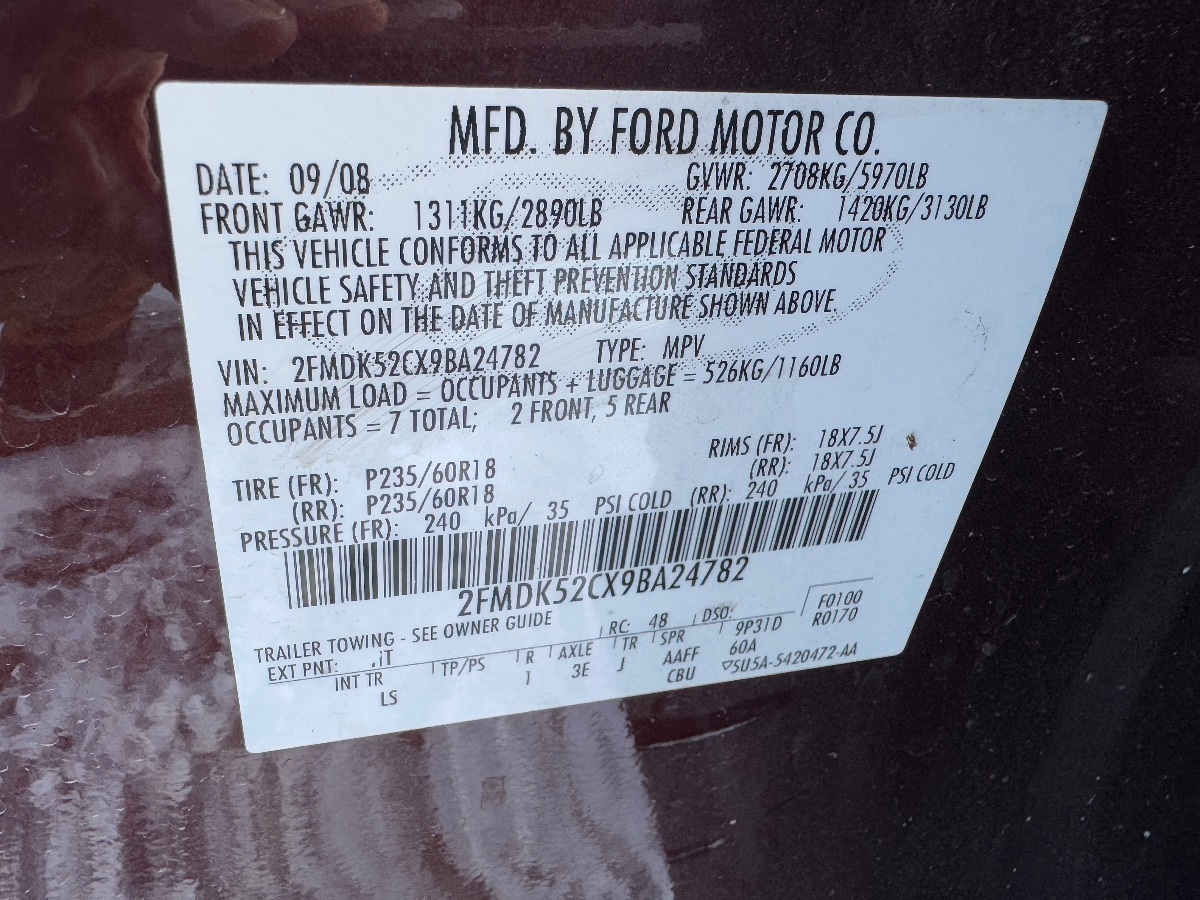 MFD. BY FORD MOTOR CO.
DATE: 09/08 GVWR: 2708KG/5970LB
FRONT GAWR: 1311KG/2890LB REAR GAWR: 1420KG/3130LB
THIS VEHICLE CONFORMS TO ALL APPLICABLE FEDERAL MOTOR
VEHICLE SAFETY AND THEFT PREVENTION STANDARDS
IN EFFECT ON THE DATE OF MANUFACTURE SHOWN ABOVE.
VIN: 2FMDK52CX9BA24782 TYPE: MPV
MAXIMUM LOAD = OCCUPANTS + LUGGAGE = 526KG/1160LB
OCCUPANTS = 7 TOTAL; 2 FRONT, 5 REAR
TIRE (FR): P235/60R18 RIMS (FR): 18X7.5J
(RR): P235/60R18 (RR): 18X7.5J
PRESSURE (FR): 240 kPa/ 35 PSI COLD (RR): 240 kPa/ 35 PSI COLD
2FMDK52CX9BA24782
TRAILER TOWING - SEE OWNER GUIDE RC: 48 DSO: F0100
EXT PNT: TP/PS R AXLE TR SPR 9P31D R0170
INT TR 1 3E J AAFF 60A
LS CBU 5U5A-5420472-AA